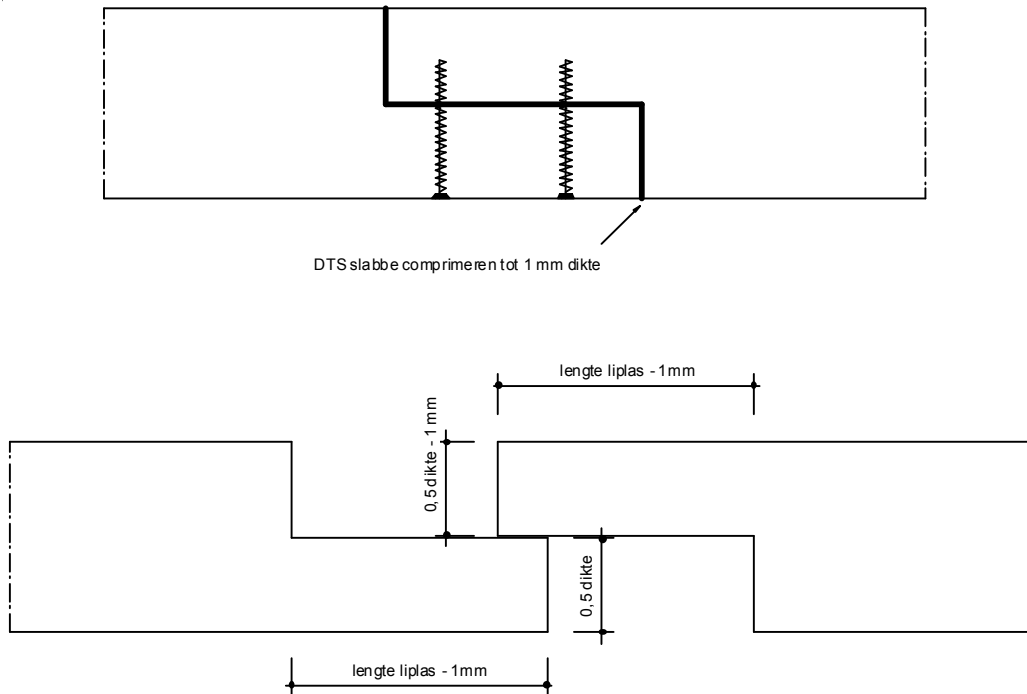 DTS slabbe comprimeren tot 1 mm dikte
lengte liplas - 1mm
0,5 dikte - 1 mm
0,5 dikte
lengte liplas - 1mm